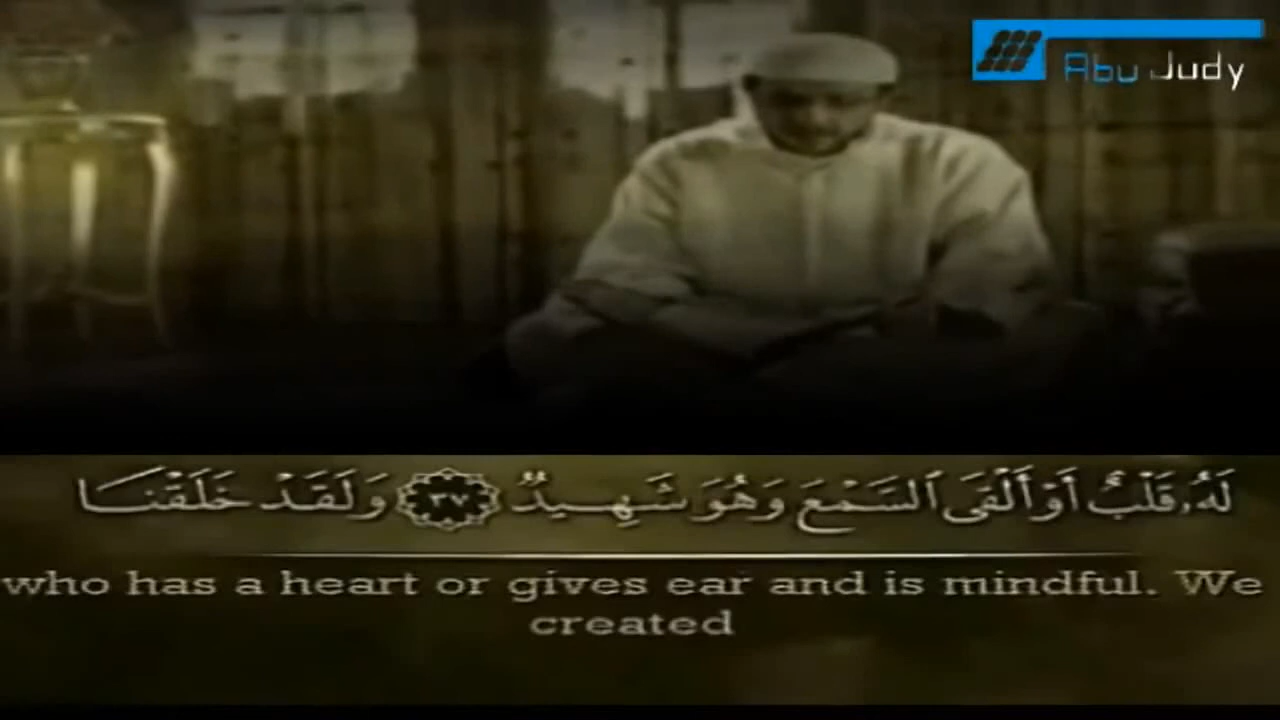 Abu Judy
لَهُۥ قَلْبٌ أَوْ أَلْقَى ٱلسَّمْعَ وَهُوَ شَهِيدٌ ٣٧ وَلَقَدْ خَلَقْنَا
who has a heart or gives ear and is mindful. We
created